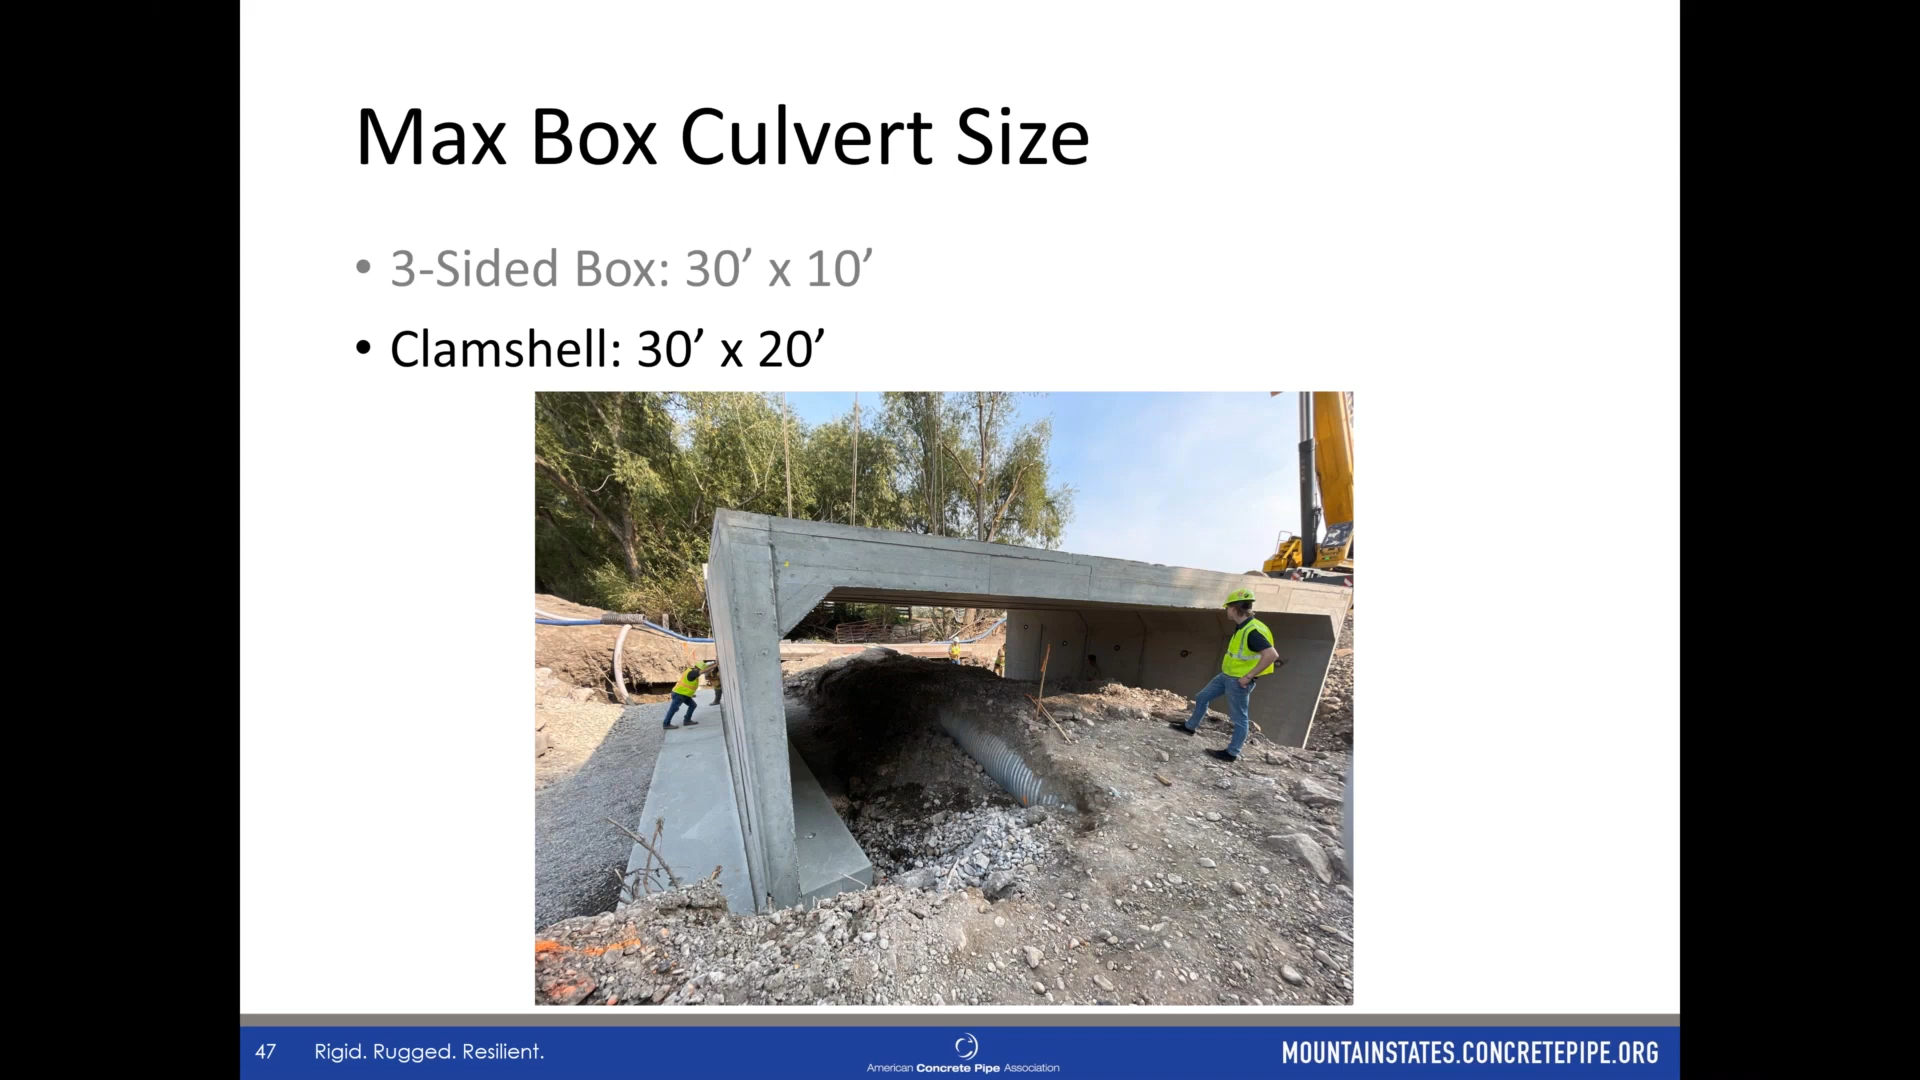 Max Box Culvert Size
• 3-Sided Box: 30’ x 10’
• Clamshell: 30’ x 20’
47 Rigid. Rugged. Resilient.
American Concrete Pipe Association
MOUNTAINSTATES.CONCRETEPIPE.ORG